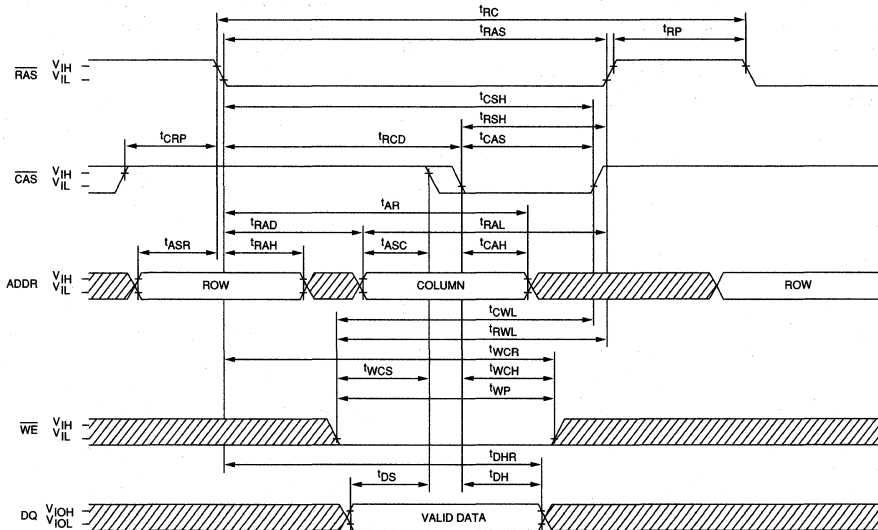 tRC
tRAS
tRP
RAS VIH
VIL
tCSH
tRSH
tCRP
tRCD
tCAS
CAS VIH
VIL
tAR
tRAD
tRAL
tASR
tRAH
tASC
tCAH
ADDR VIH
VIL
ROW
COLUMN
ROW
tCWL
tRWL
tWCR
tWCS
tWCH
tWP
WE VIH
VIL
tDHR
tDS
tDH
DQ VIOH
VIOL
VALID DATA